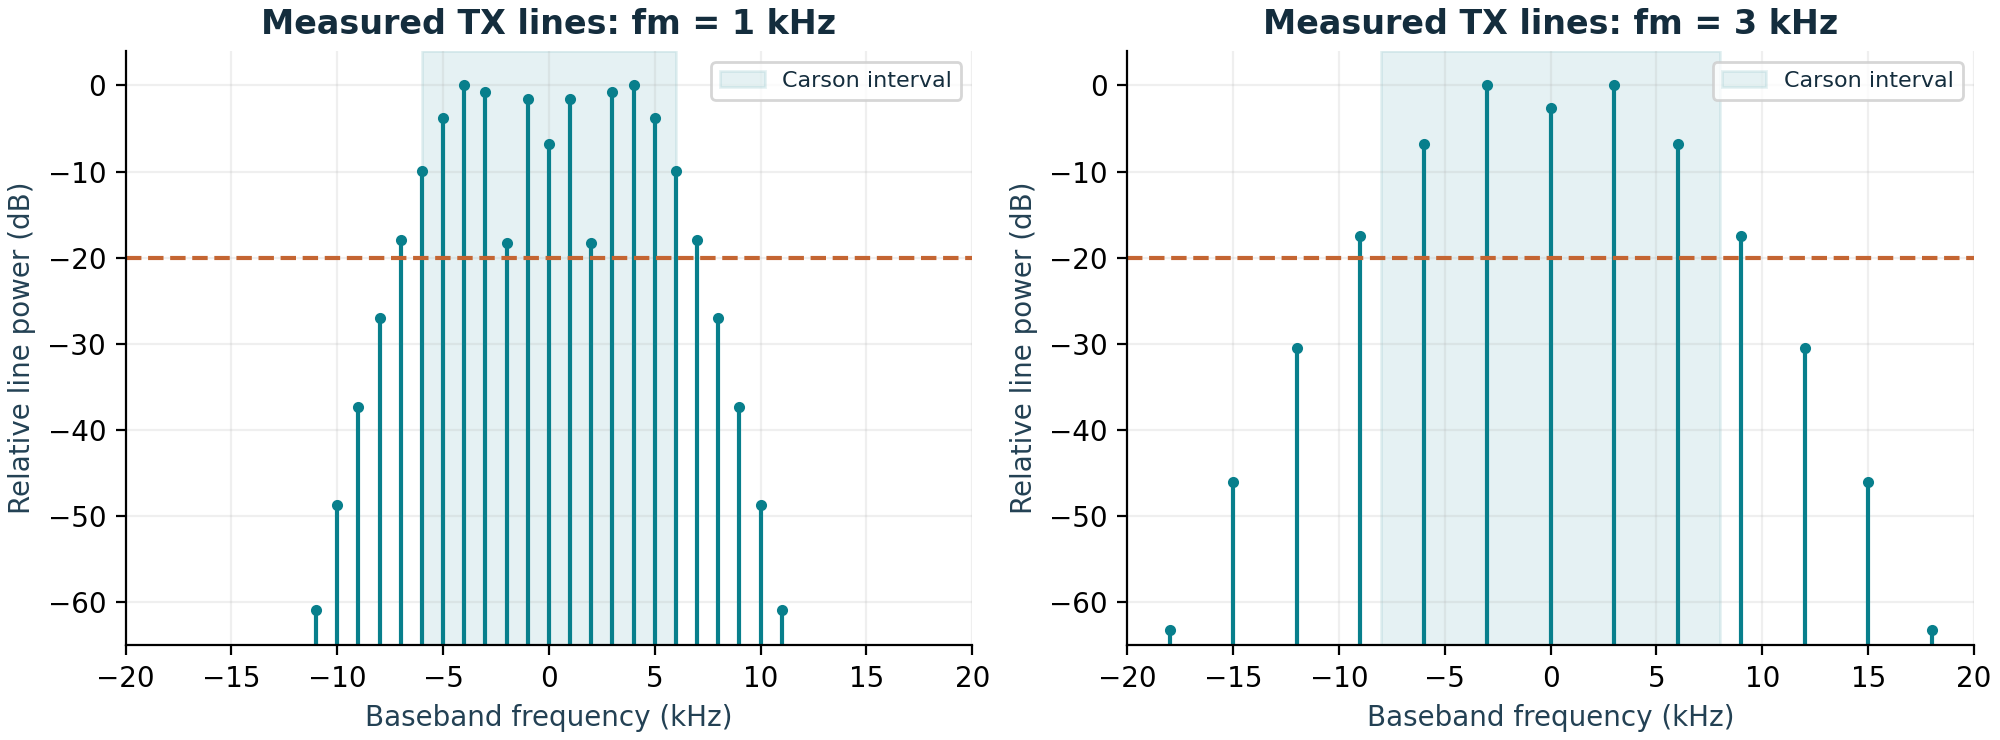 Measured TX lines: fm = 1 kHz
Carson interval
Relative line power (dB)
0
−10
−20
−30
−40
−50
−60
−20 −15 −10 −5 0 5 10 15 20
Baseband frequency (kHz)
Measured TX lines: fm = 3 kHz
Carson interval
Relative line power (dB)
0
−10
−20
−30
−40
−50
−60
−20 −15 −10 −5 0 5 10 15 20
Baseband frequency (kHz)